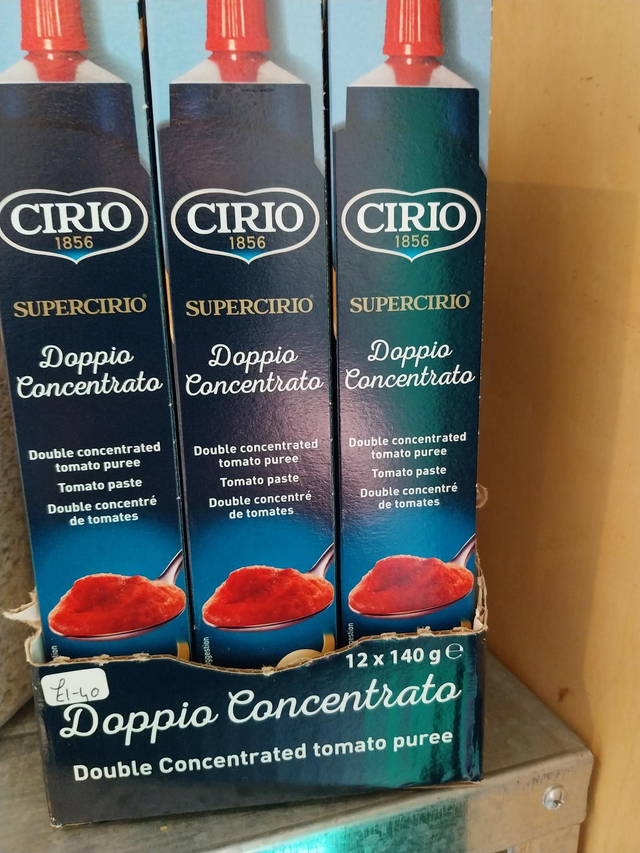 CIRIO
1856
SUPERCIRIO®
Doppio
Concentrato
Double concentrated
tomato puree
Tomato paste
Double concentré
de tomates
CIRIO
1856
SUPERCIRIO®
Doppio
Concentrato
Double concentrated
tomato puree
Tomato paste
Double concentré
de tomates
CIRIO
1856
SUPERCIRIO®
Doppio
Concentrato
Double concentrated
tomato puree
Tomato paste
Double concentré
de tomates
12 x 140 g e
£1-40
Doppio Concentrato
Double Concentrated tomato puree